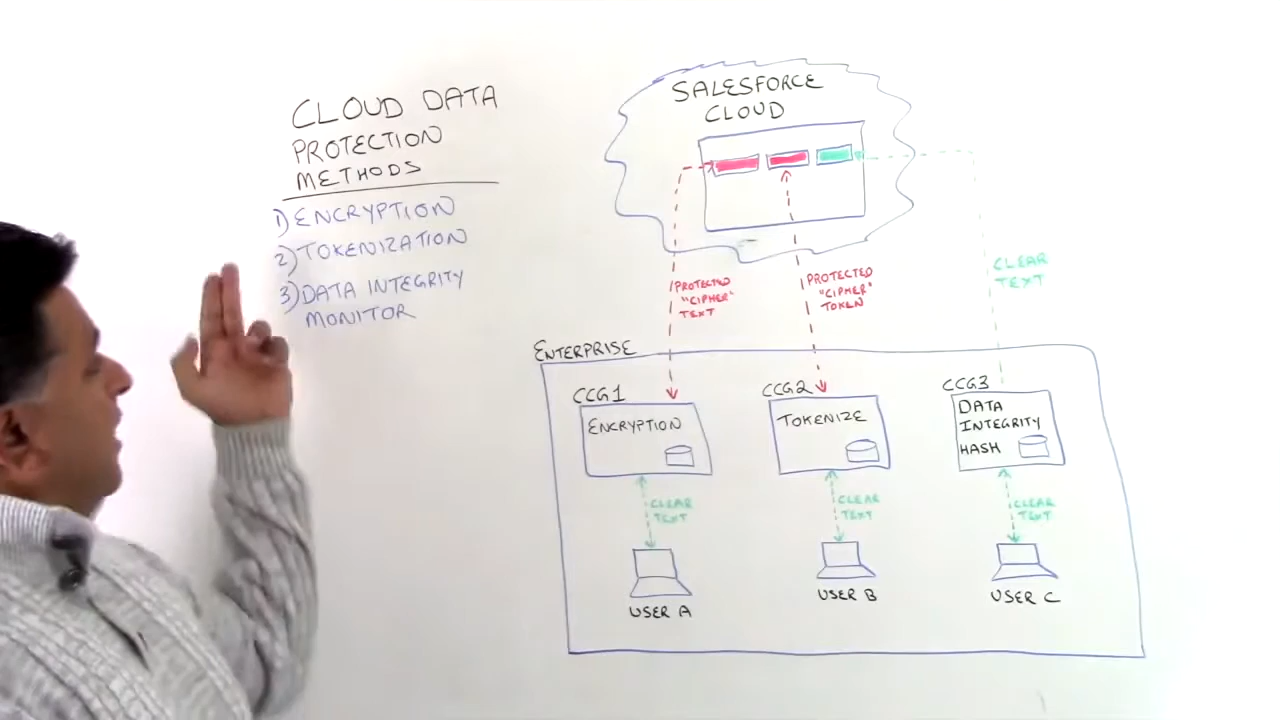 CLOUD DATA
PROTECTION
METHODS
1) ENCRYPTION
2) TOKENIZATION
3) DATA INTEGRITY
MONITOR
SALESFORCE
CLOUD
PROTECTED
"CIPHER"
TEXT
PROTECTED
"CIPHER"
TOKEN
CLEAR
TEXT
ENTERPRISE
CCG1
ENCRYPTION
CCG2
TOKENIZE
CCG3
DATA
INTEGRITY
HASH
CLEAR
TEXT
CLEAR
TEXT
CLEAR
TEXT
USER A
USER B
USER C